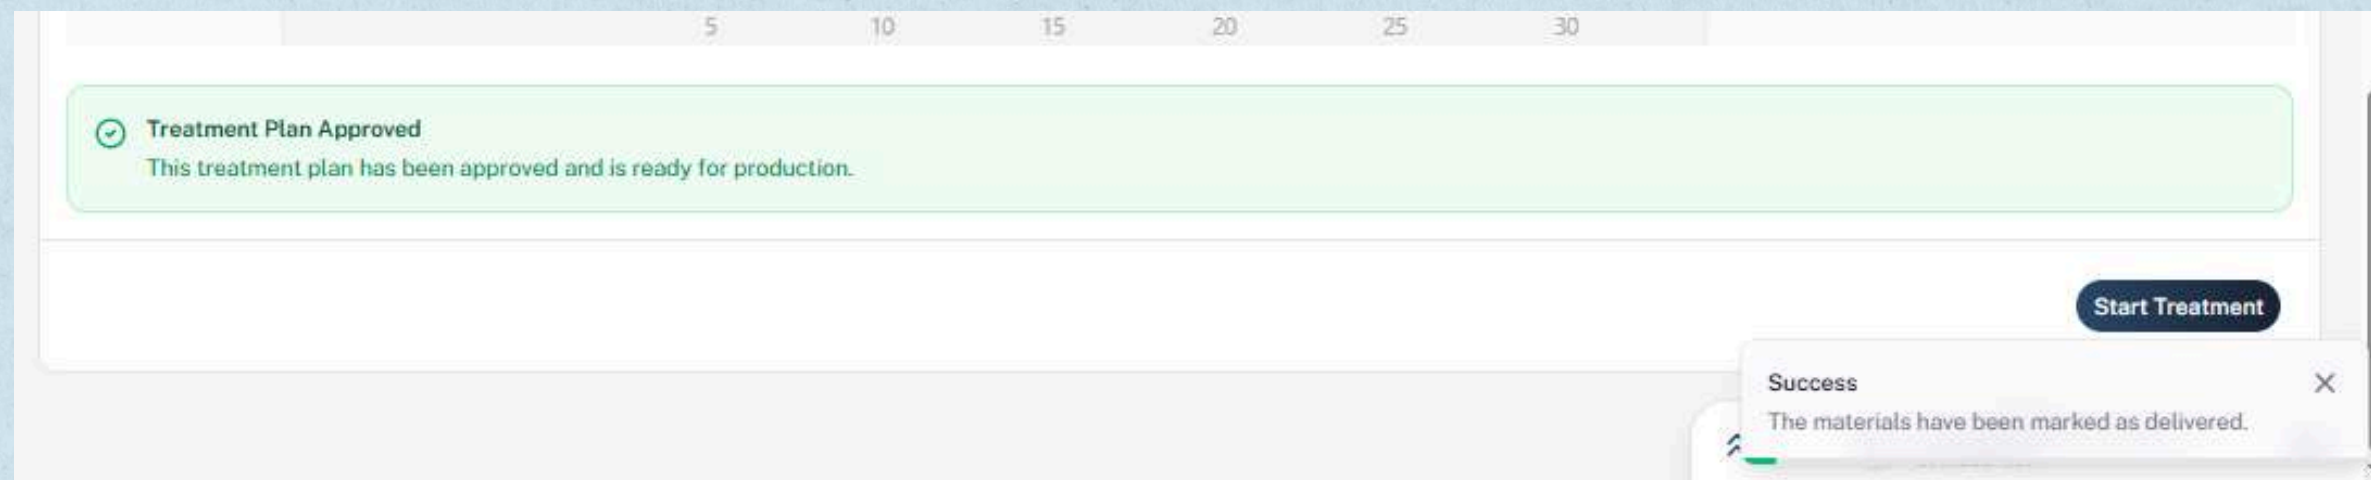 5 10 15 20 25 30
Treatment Plan Approved
This treatment plan has been approved and is ready for production.
Start Treatment
Success
The materials have been marked as delivered.